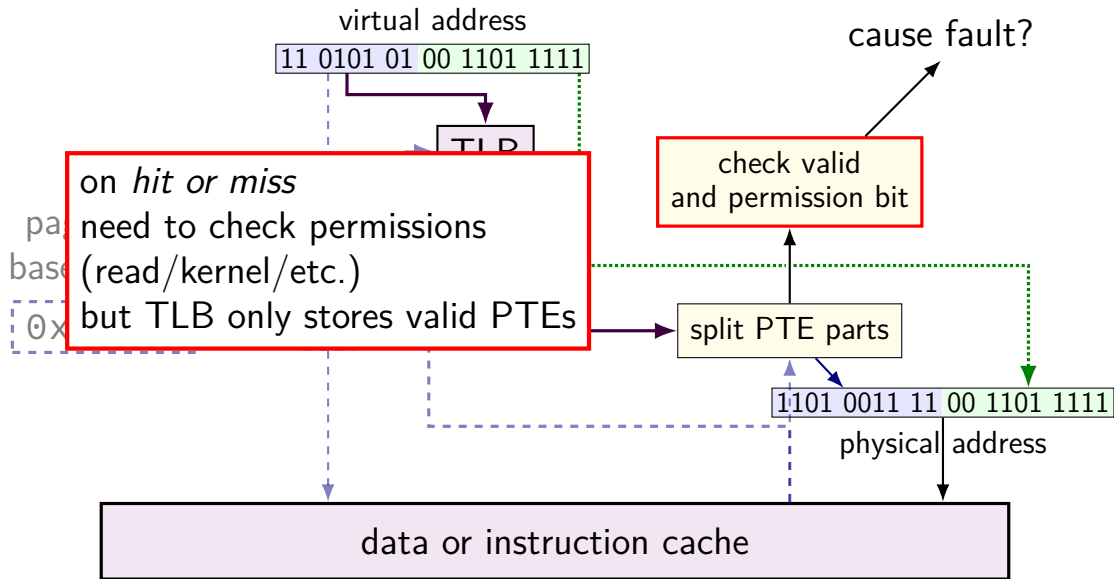 virtual address
cause fault?
11 0101 01 00 1101 1111
TLB
check valid
and permission bit
on hit or miss
need to check permissions
(read/kernel/etc.)
but TLB only stores valid PTEs
0x
split PTE parts
1101 0011 11 00 1101 1111
physical address
data or instruction cache